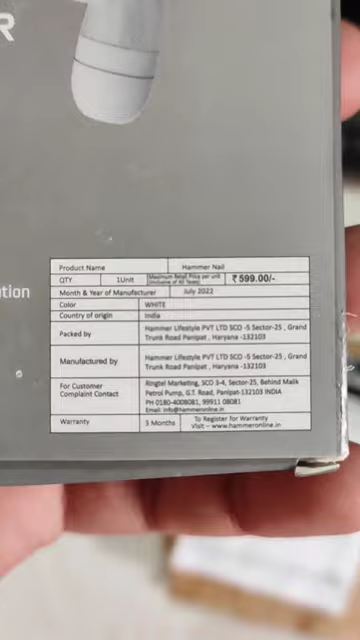 R
Product Name Hammer Nail
QTY 1Unit Maximum Retail Price per unit (Inclusive of All Taxes) ₹599.00/-
Month & Year of Manufacturer July 2022
ution
Color WHITE
Country of origin India
Packed by Hammer Lifestyle PVT LTD SCO -5 Sector-25 , Grand
Trunk Road Panipat , Haryana -132103
Manufactured by Hammer Lifestyle PVT LTD SCO -5 Sector-25 , Grand
Trunk Road Panipat , Haryana -132103
For Customer Complaint Contact Ringtel Marketing, SCO 3-4, Sector-25, Behind Malik
Petrol Pump, G.T. Road, Panipat-132103 INDIA
PH 0180-4008081, 99911 08081
Email: info@hammeronline.in
Warranty 3 Months To Register for Warranty
Visit – www.hammeronline.in